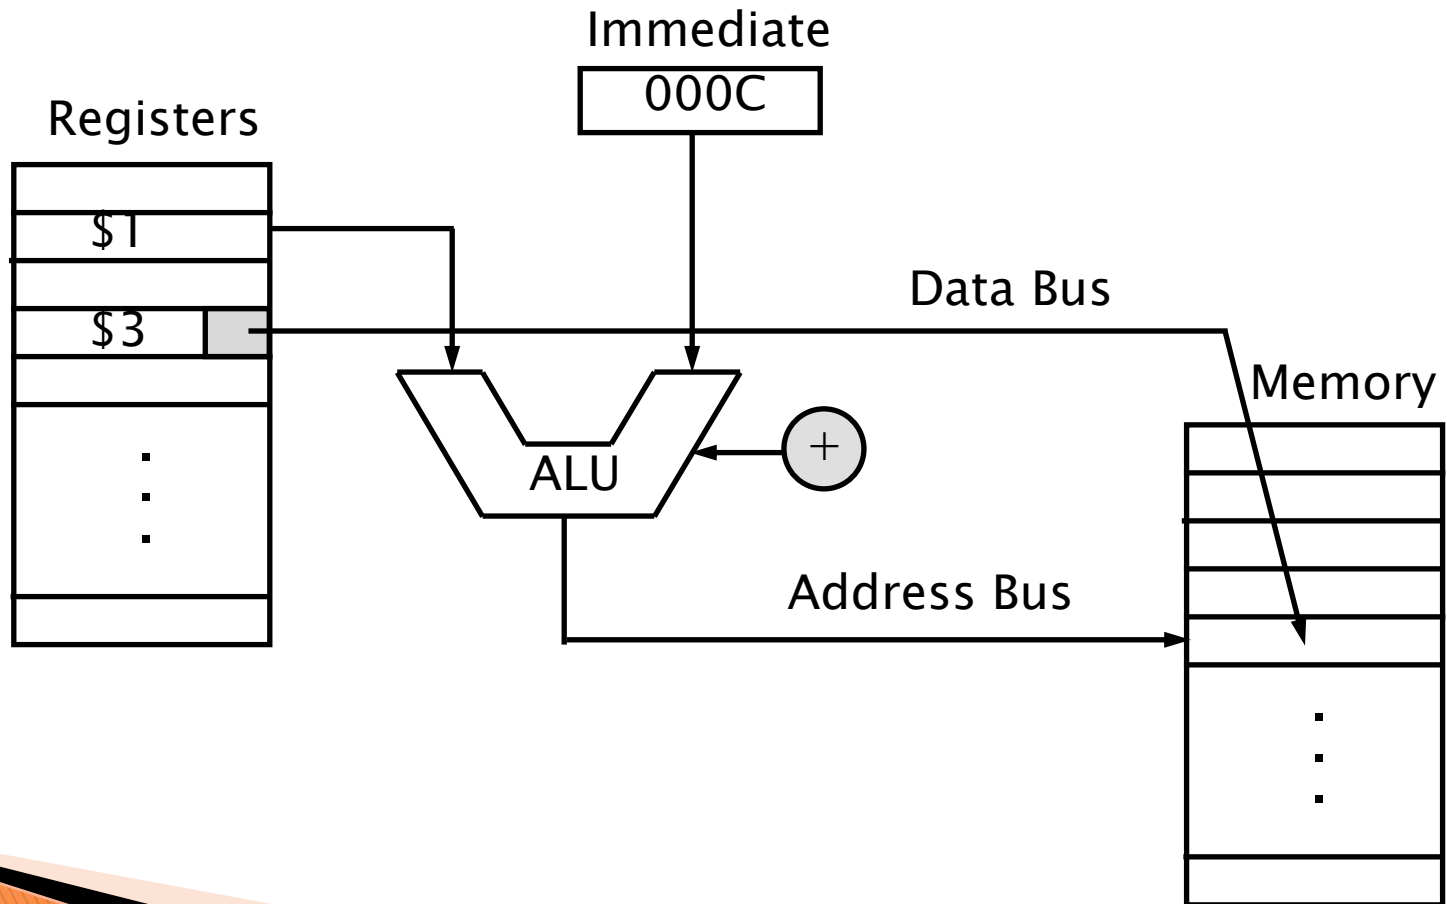 Immediate
000C
Registers
$1
Data Bus
$3
Memory
+
ALU
Address Bus